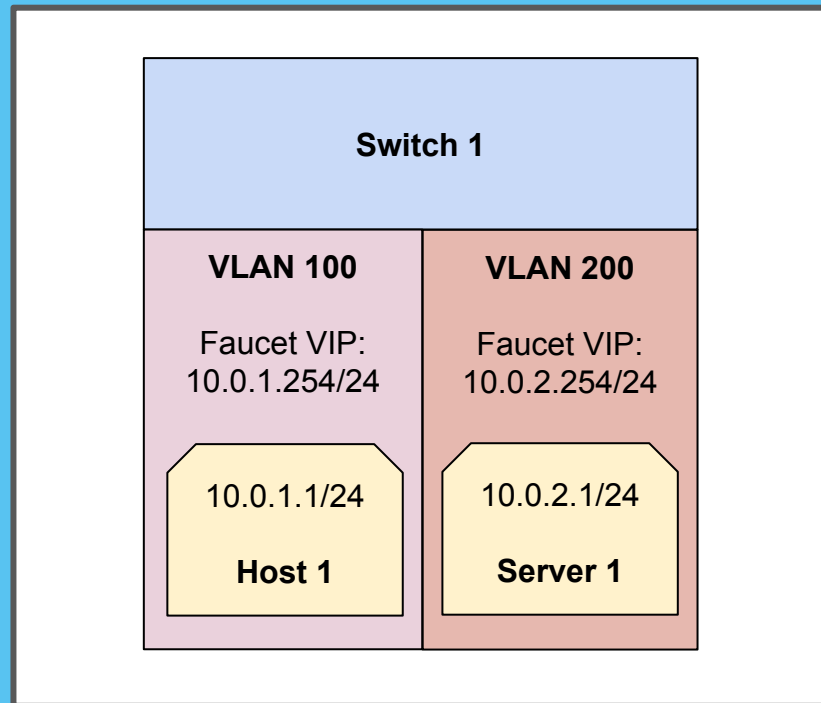 Switch 1
VLAN 100
Faucet VIP:
10.0.1.254/24
10.0.1.1/24
Host 1
VLAN 200
Faucet VIP:
10.0.2.254/24
10.0.2.1/24
Server 1